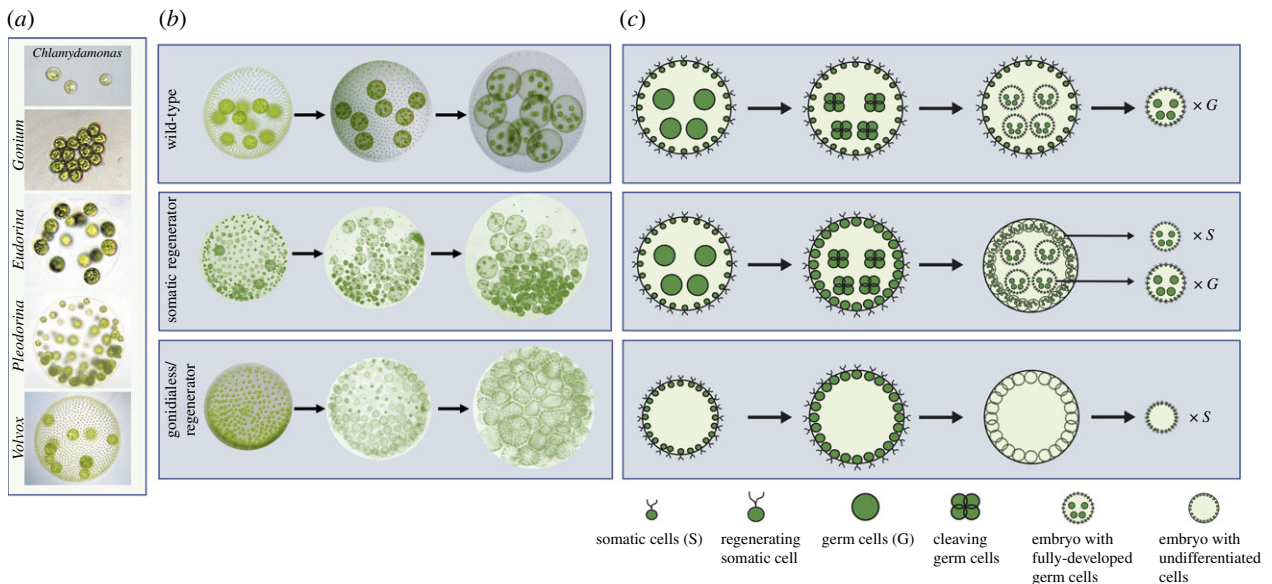 (a)
Chlamydamonas
Gonium
Eudorina
Pleodorina
Volvox
(b)
wild-type
somatic regenerator
gonidialess/
regenerator
(c)
× G
× S
× G
× S
somatic cells (S)
regenerating
somatic cell
germ cells (G)
cleaving
germ cells
embryo with
fully-developed
germ cells
embryo with
undifferentiated
cells